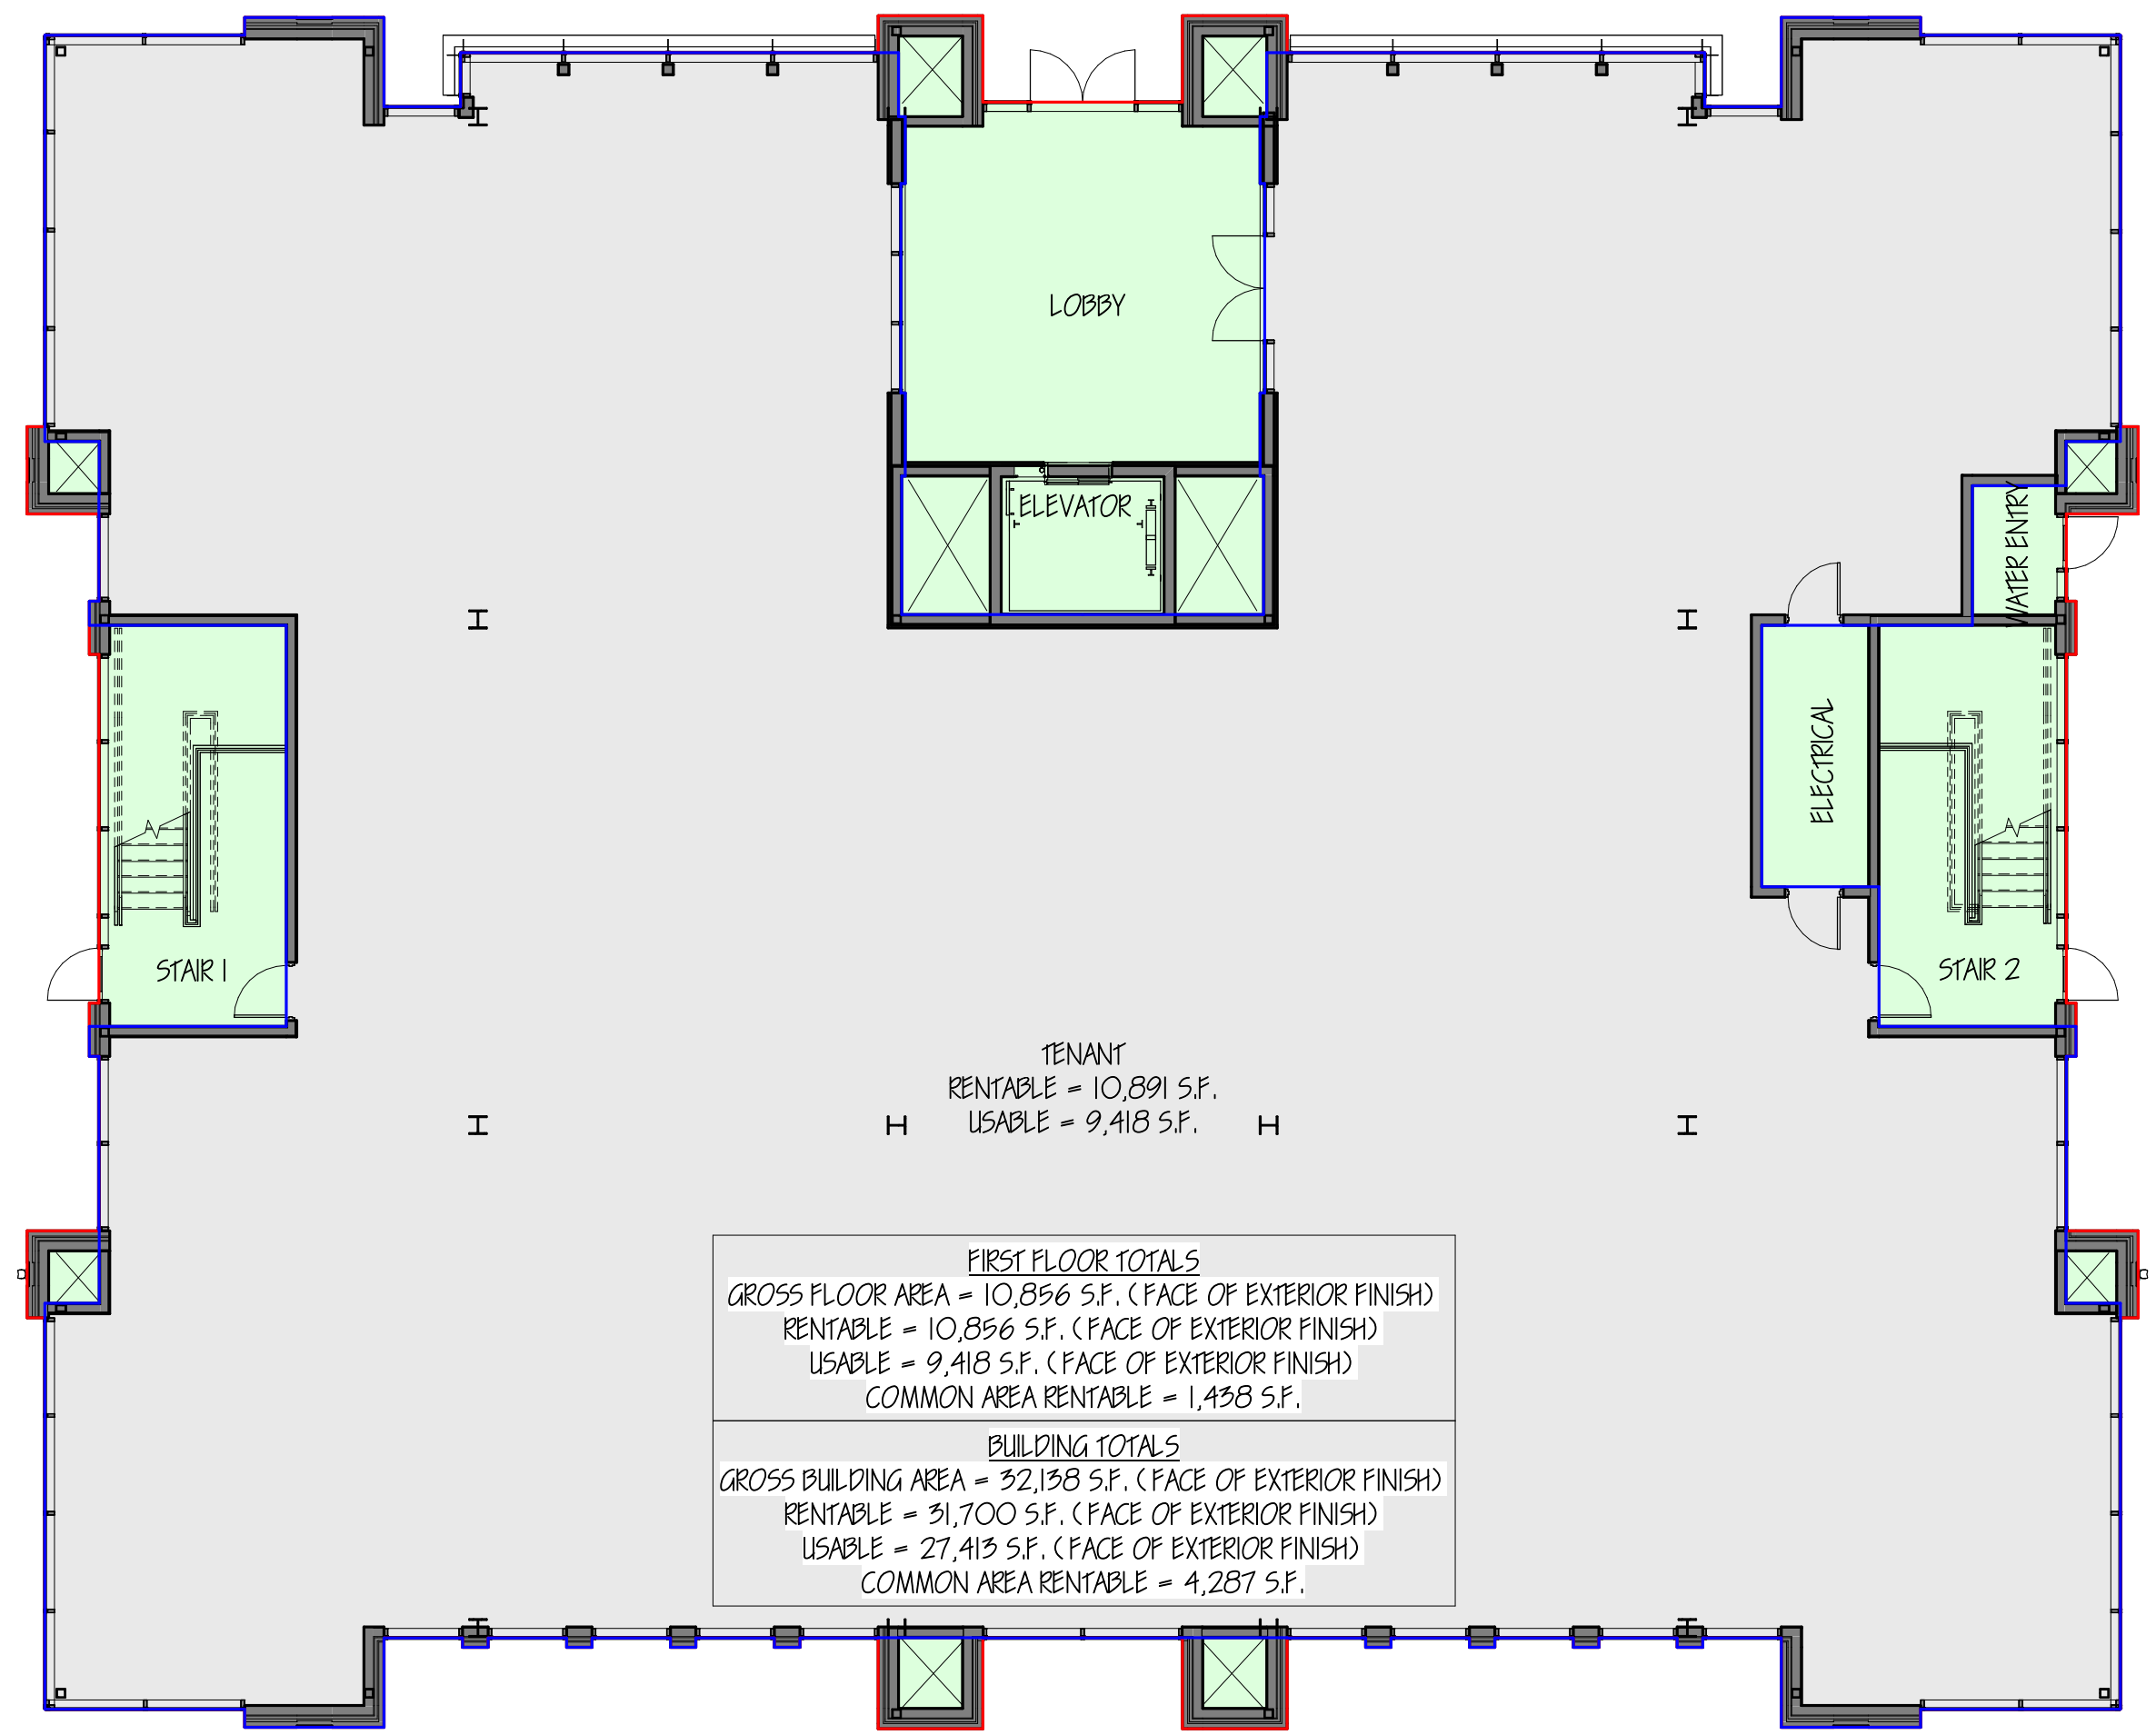 LOBBY
ELEVATOR
WATER ENTRY
ELECTRICAL
STAIR 1
STAIR 2
TENANT
RENTABLE = 10,891 S.F.
USABLE = 9,418 S.F.
FIRST FLOOR TOTALS
GROSS FLOOR AREA = 10,856 S.F. (FACE OF EXTERIOR FINISH)
RENTABLE = 10,856 S.F. (FACE OF EXTERIOR FINISH)
USABLE = 9,418 S.F. (FACE OF EXTERIOR FINISH)
COMMON AREA RENTABLE = 1,438 S.F.
BUILDING TOTALS
GROSS BUILDING AREA = 32,138 S.F. (FACE OF EXTERIOR FINISH)
RENTABLE = 31,700 S.F. (FACE OF EXTERIOR FINISH)
USABLE = 27,413 S.F. (FACE OF EXTERIOR FINISH)
COMMON AREA RENTABLE = 4,287 S.F.